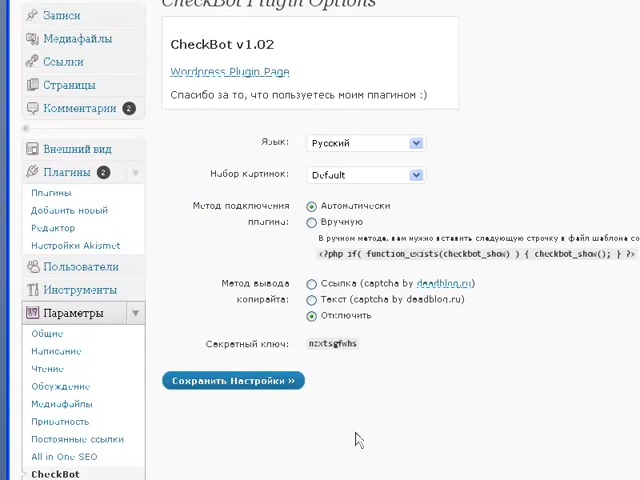 CheckBot Plugin Options
Записи
Медиафайлы
Ссылки
Страницы
Комментарии 2
Внешний вид
Плагины 2
Плагины
Добавить новый
Редактор
Настройки Akismet
Пользователи
Инструменты
Параметры
Общие
Написание
Чтение
Обсуждение
Медиафайлы
Приватность
Постоянные ссылки
All in One SEO
CheckBot
CheckBot v1.02
Wordpress Plugin Page
Спасибо за то, что пользуетесь моим плагином :)
Язык: Русский
Набор картинок: Default
Метод подключения плагина:
Автоматически
Вручную
В ручном методе, вам нужно вставить следующую строчку в файл шаблона co
<?php if( function_exists(checkbot_show) ) { checkbot_show(); } ?>
Метод вывода копирайта:
Ссылка (captcha by deadblog.ru)
Текст (captcha by deadblog.ru)
Отключить
Секретный ключ: nzxtsgfwhs
Сохранить Настройки »